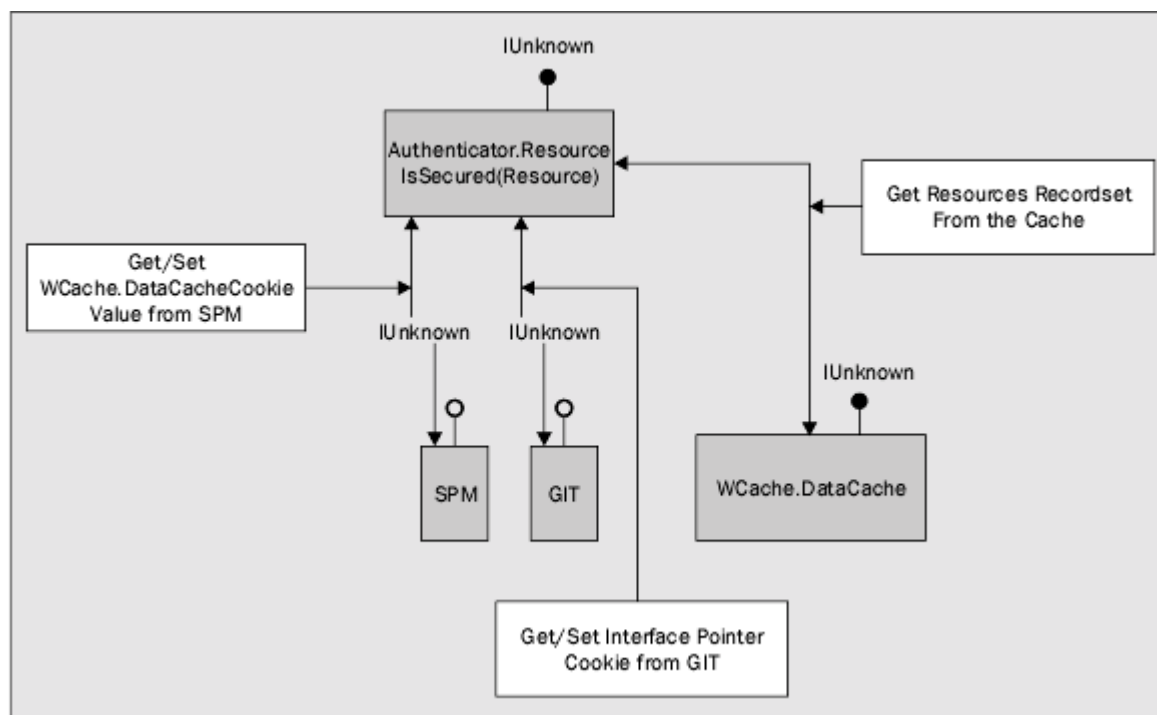 IUnknown
Authenticator.Resource
IsSecured(Resource)
Get Resources Recordset
From the Cache
Get/Set
WCache.DataCacheCookie
Value from SPM
IUnknown
IUnknown
IUnknown
SPM
GIT
WCache.DataCache
Get/Set Interface Pointer
Cookie from GIT